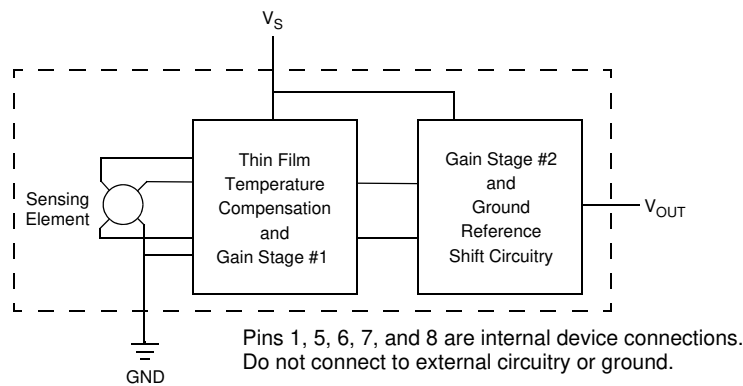 V_S
Sensing
Element
Thin Film
Temperature
Compensation
and
Gain Stage #1
Gain Stage #2
and
Ground
Reference
Shift Circuitry
V_OUT
GND
Pins 1, 5, 6, 7, and 8 are internal device connections.
Do not connect to external circuitry or ground.